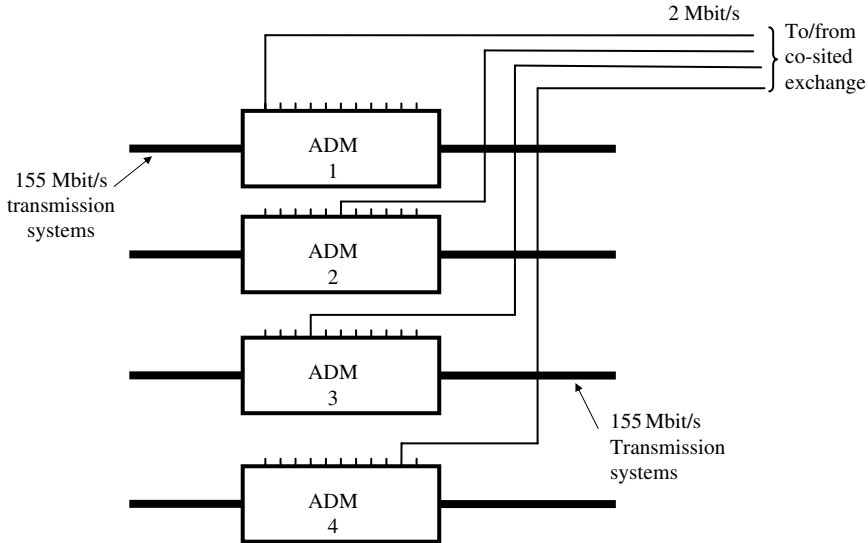 2 Mbit/s
To/from
co-sited
exchange
ADM
1
155 Mbit/s
transmission
systems
ADM
2
ADM
3
155 Mbit/s
Transmission
systems
ADM
4